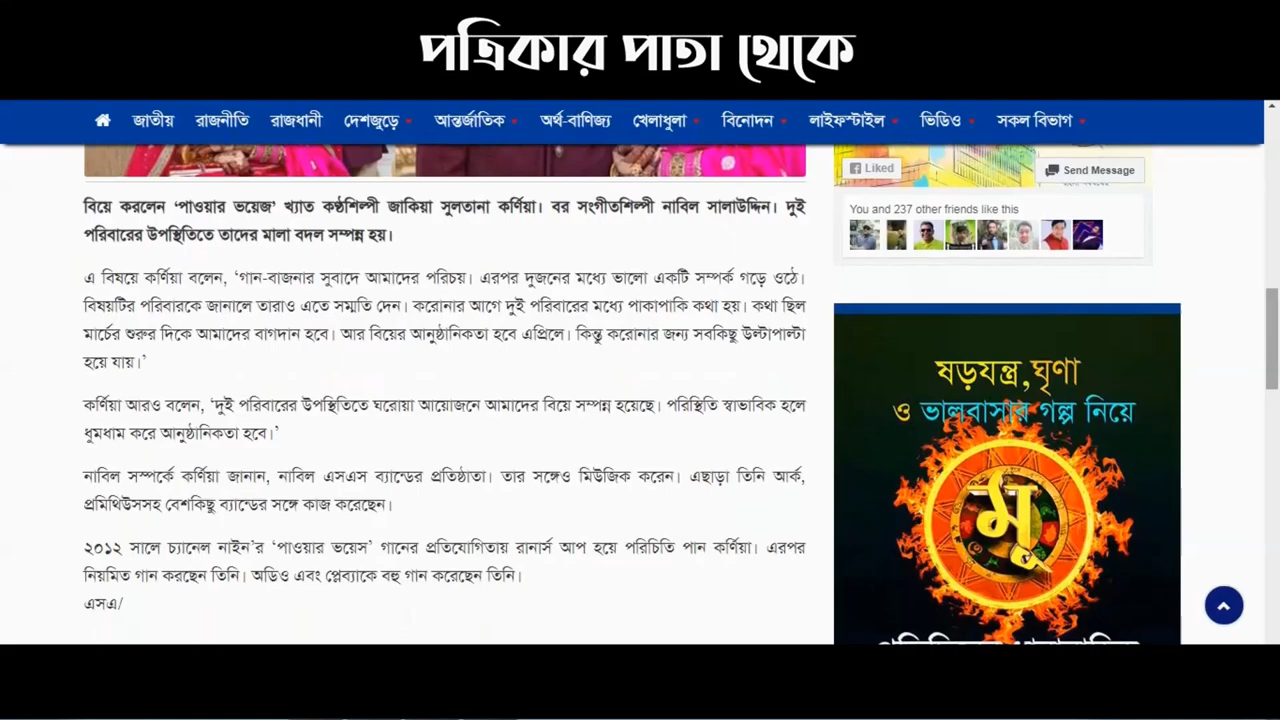 পত্রিকার পাতা থেকে
জাতীয় রাজনীতি রাজধানী দেশজুড়ে আন্তর্জাতিক অর্থ-বাণিজ্য খেলাধুলা বিনোদন লাইফস্টাইল ভিডিও সকল বিভাগ
Liked Send Message
You and 237 other friends like this
বিয়ে করলেন ‘পাওয়ার ভয়েজ’ খ্যাত কণ্ঠশিল্পী জাকিয়া সুলতানা কর্ণিয়া। বর সংগীতশিল্পী নাবিল সালাউদ্দিন। দুই
পরিবারের উপস্থিতিতে তাদের মালা বদল সম্পন্ন হয়।
এ বিষয়ে কর্ণিয়া বলেন, ‘গান-বাজনার সুবাদে আমাদের পরিচয়। এরপর দুজনের মধ্যে ভালো একটি সম্পর্ক গড়ে ওঠে।
বিষয়টির পরিবারকে জানালে তারাও এতে সম্মতি দেন। করোনার আগে দুই পরিবারের মধ্যে পাকাপাকি কথা হয়। কথা ছিল
মার্চের শুরুর দিকে আমাদের বাগদান হবে। আর বিয়ের আনুষ্ঠানিকতা হবে এপ্রিলে। কিন্তু করোনার জন্য সবকিছু উল্টাপাল্টা
হয়ে যায়।’
কর্ণিয়া আরও বলেন, ‘দুই পরিবারের উপস্থিতিতে ঘরোয়া আয়োজনে আমাদের বিয়ে সম্পন্ন হয়েছে। পরিস্থিতি স্বাভাবিক হলে
ধুমধাম করে আনুষ্ঠানিকতা হবে।’
নাবিল সম্পর্কে কর্ণিয়া জানান, নাবিল এসএস ব্যান্ডের প্রতিষ্ঠাতা। তার সঙ্গেও মিউজিক করেন। এছাড়া তিনি আর্ক,
প্রমিথিউসসহ বেশকিছু ব্যান্ডের সঙ্গে কাজ করেছেন।
২০১২ সালে চ্যানেল নাইন’র ‘পাওয়ার ভয়েস’ গানের প্রতিযোগিতায় রানার্স আপ হয়ে পরিচিতি পান কর্ণিয়া। এরপর
নিয়মিত গান করছেন তিনি। অডিও এবং প্লেব্যাকে বহু গান করেছেন তিনি।
এসএ/
ষড়যন্ত্র,ঘৃণা
ও ভালবাসার গল্প নিয়ে
মু